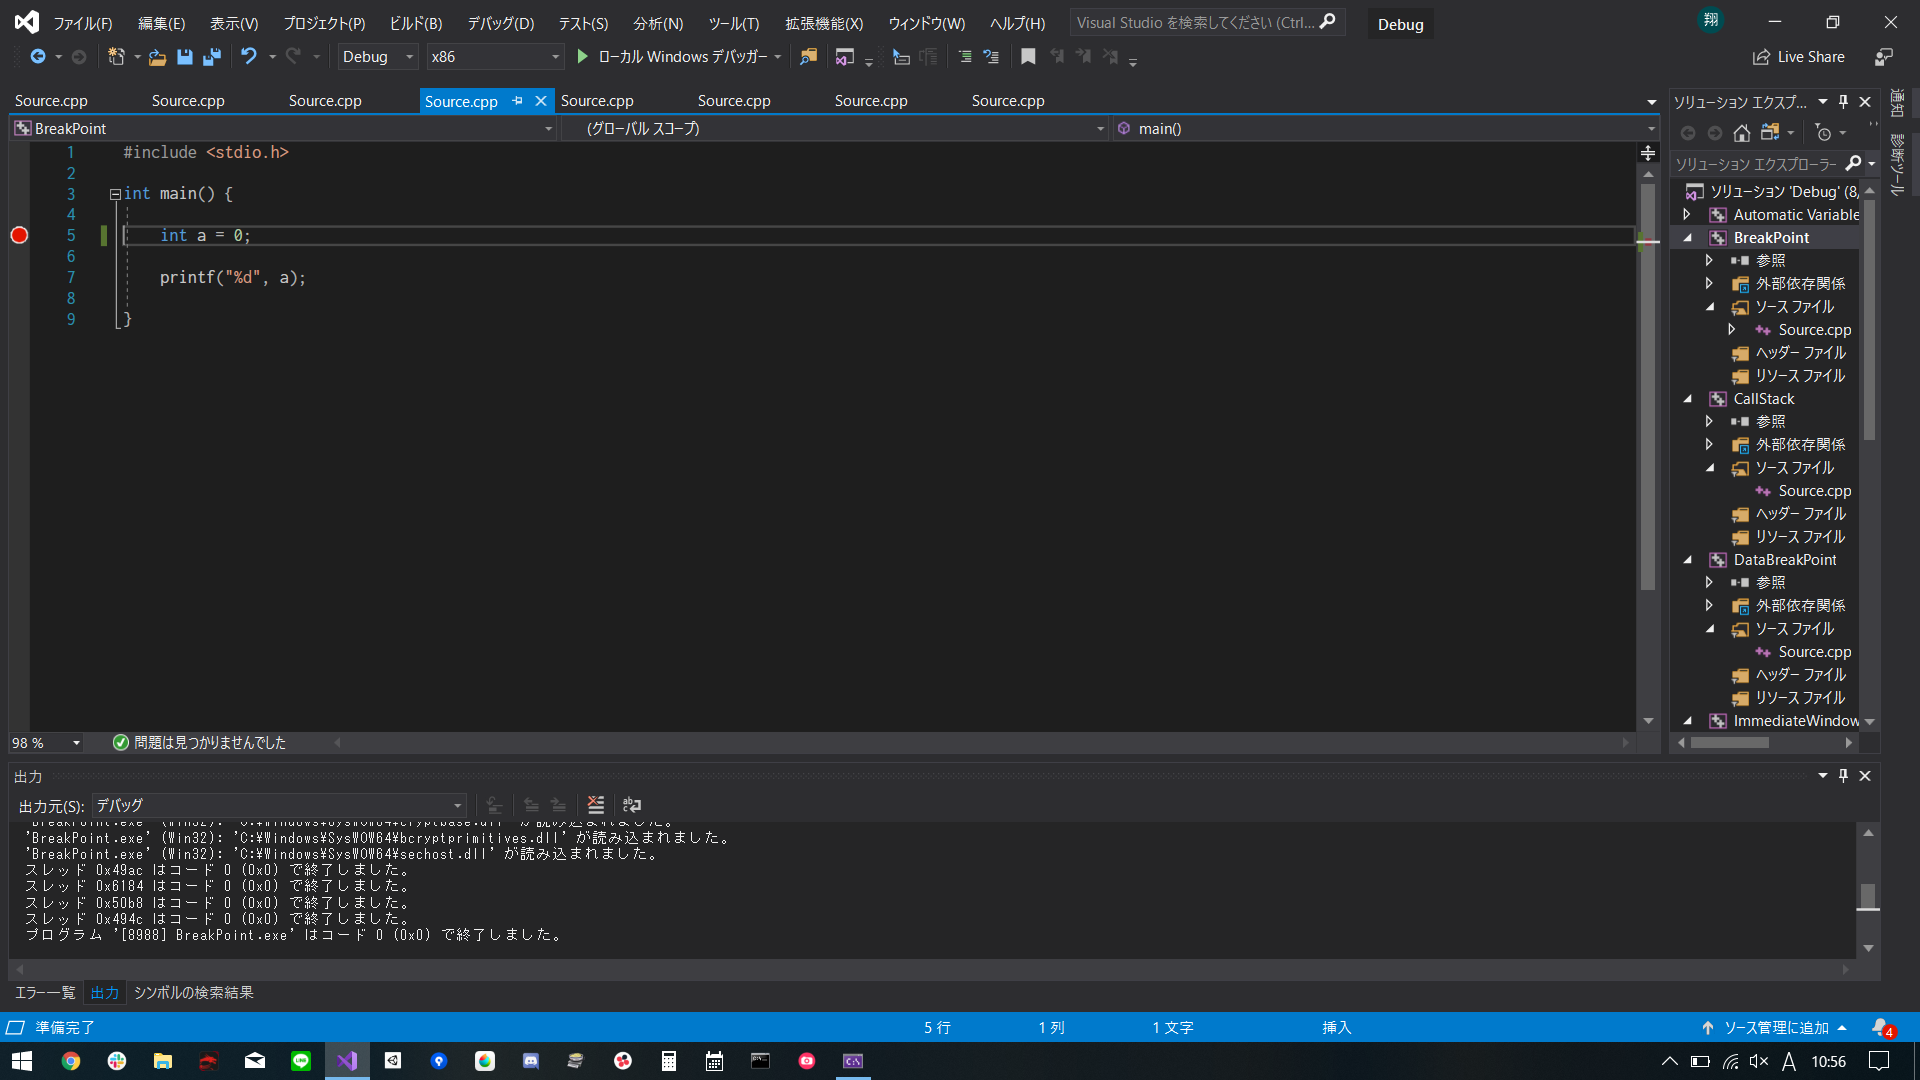 ファイル(F) 編集(E) 表示(V) プロジェクト(P) ビルド(B) デバッグ(D) テスト(S) 分析(N) ツール(T) 拡張機能(X) ウィンドウ(W) ヘルプ(H) Visual Studio を検索してください (Ctrl... Debug 翔
Debug x86 ローカル Windows デバッガー Live Share
Source.cpp Source.cpp Source.cpp Source.cpp Source.cpp Source.cpp Source.cpp Source.cpp
BreakPoint (グローバル スコープ) main()
1 #include <stdio.h>
2
3 int main() {
4
5 int a = 0;
6
7 printf("%d", a);
8
9 }
98 % 問題は見つかりませんでした
ソリューション エクスプ...
ソリューション エクスプローラー
ソリューション 'Debug' (8/
Automatic Variable
BreakPoint
参照
外部依存関係
ソース ファイル
Source.cpp
ヘッダー ファイル
リソース ファイル
CallStack
参照
外部依存関係
ソース ファイル
Source.cpp
ヘッダー ファイル
リソース ファイル
DataBreakPoint
参照
外部依存関係
ソース ファイル
Source.cpp
ヘッダー ファイル
リソース ファイル
ImmediateWindow
通知
診断ツール
出力
出力元(S): デバッグ
'BreakPoint.exe' (Win32): 'C:¥Windows¥SysWOW64¥cryptbase.dll' が読み込まれました。
'BreakPoint.exe' (Win32): 'C:¥Windows¥SysWOW64¥bcryptprimitives.dll' が読み込まれました。
'BreakPoint.exe' (Win32): 'C:¥Windows¥SysWOW64¥sechost.dll' が読み込まれました。
スレッド 0x49ac はコード 0 (0x0) で終了しました。
スレッド 0x6184 はコード 0 (0x0) で終了しました。
スレッド 0x50b8 はコード 0 (0x0) で終了しました。
スレッド 0x494c はコード 0 (0x0) で終了しました。
プログラム '[8988] BreakPoint.exe' はコード 0 (0x0) で終了しました。
エラー一覧 出力 シンボルの検索結果
準備完了 5 行 1 列 1 文字 挿入 ソース管理に追加 4
A 10:56